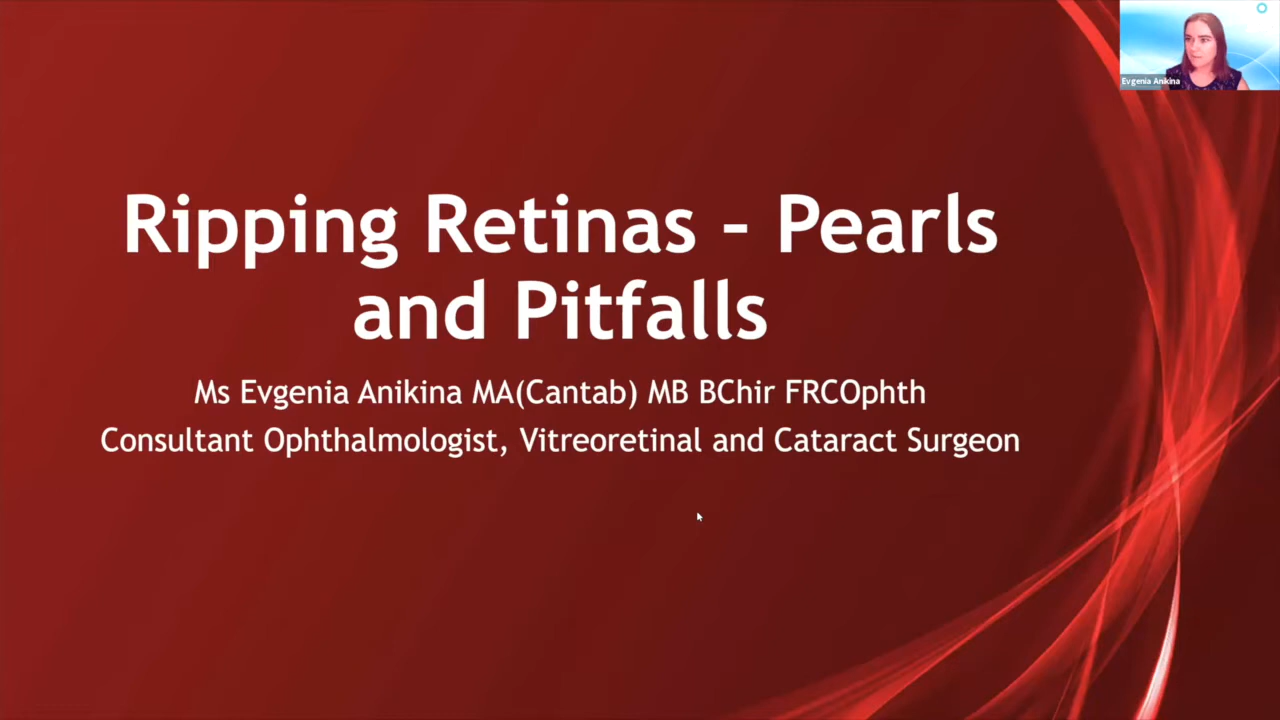 Evgenia Anikina
Ripping Retinas – Pearls
and Pitfalls
Ms Evgenia Anikina MA(Cantab) MB BChir FRCOphth
Consultant Ophthalmologist, Vitreoretinal and Cataract Surgeon